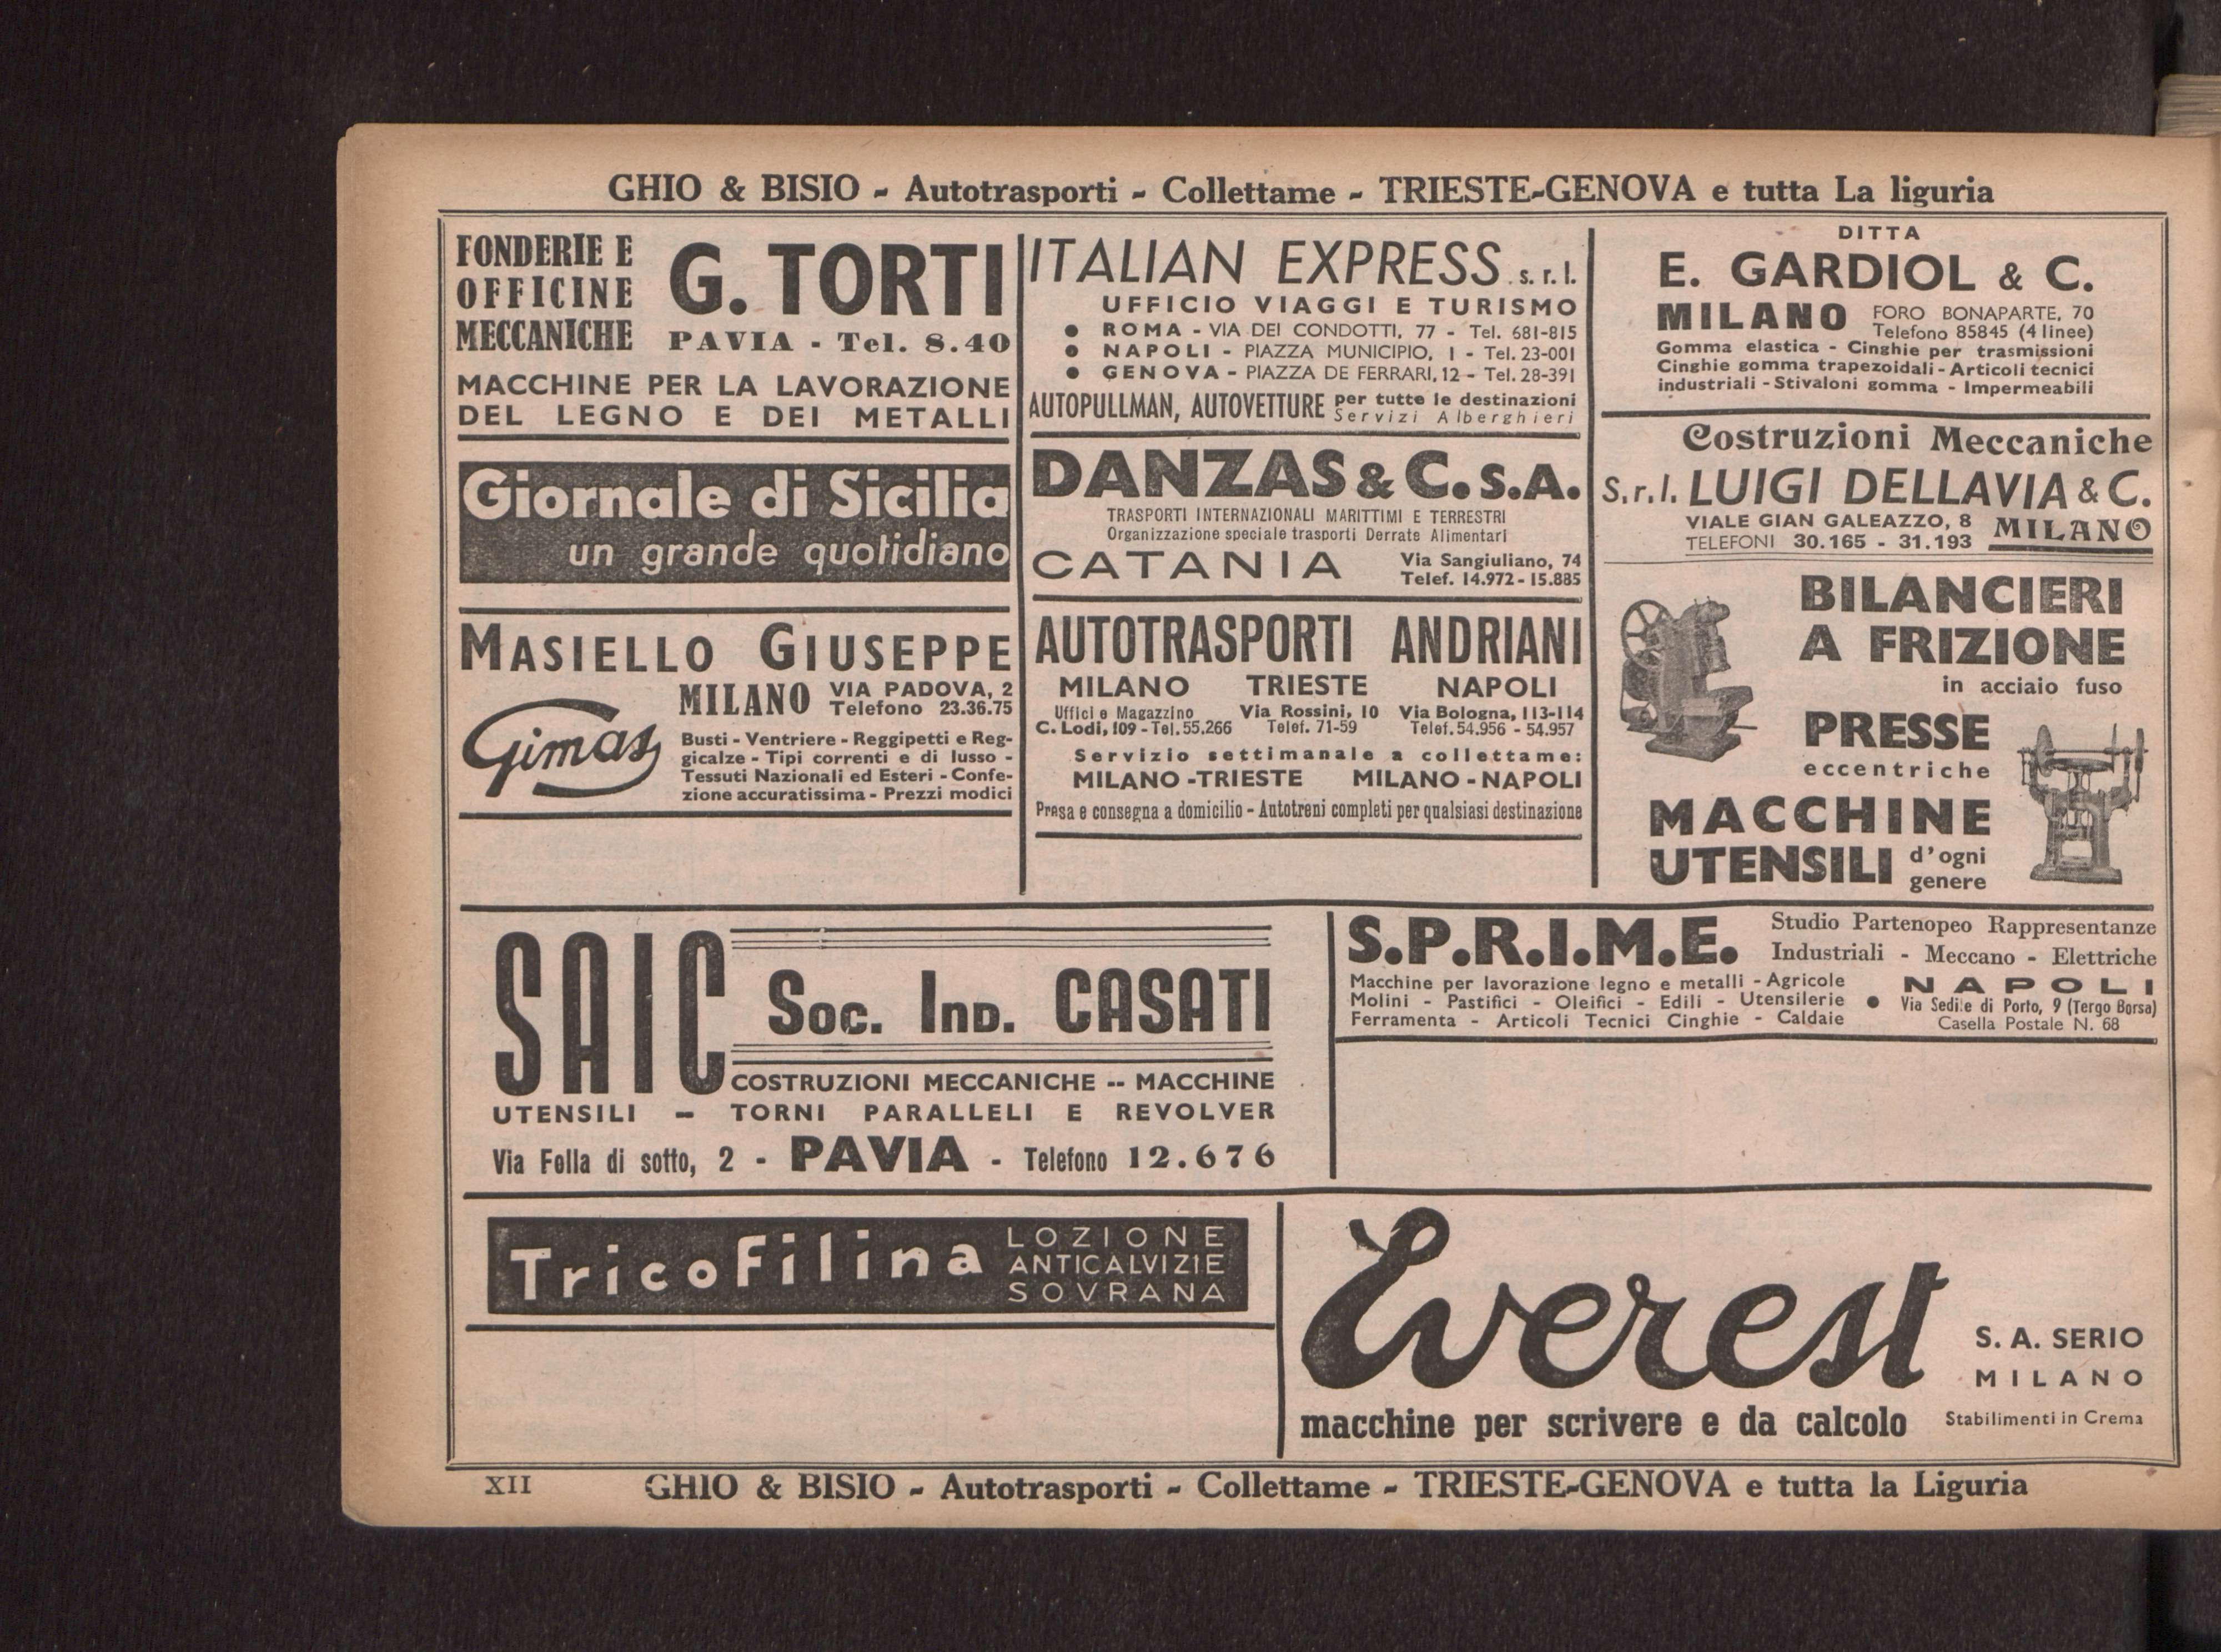 GHIO & BISIO - Autotrasporti - Collettame - TRIESTE-GENOVA e tutta La liguria
FONDERIE E
OFFICINE
MECCANICHE
G. TORTI
PAVIA - Tel. 8.40
MACCHINE PER LA LAVORAZIONE
DEL LEGNO E DEI METALLI
Giornale di Sicilia
un grande quotidiano
MASIELLO GIUSEPPE
Gimas
MILANO
VIA PADOVA, 2
Telefono 23.36.75
Busti - Ventriere - Reggipetti e Reg-
gicalze - Tipi correnti e di lusso -
Tessuti Nazionali ed Esteri - Confe-
zione accuratissima - Prezzi modici
ITALIAN EXPRESS s. r. l.
UFFICIO VIAGGI E TURISMO
● ROMA - VIA DEI CONDOTTI, 77 - Tel. 681-815
● NAPOLI - PIAZZA MUNICIPIO, 1 - Tel. 23-001
● GENOVA - PIAZZA DE FERRARI, 12 - Tel. 28-391
AUTOPULLMAN, AUTOVETTURE
per tutte le destinazioni
Servizi Alberghieri
DANZAS & C. S. A.
TRASPORTI INTERNAZIONALI MARITTIMI E TERRESTRI
Organizzazione speciale trasporti Derrate Alimentari
CATANIA
Via Sangiuliano, 74
Telef. 14.972 - 15.885
AUTOTRASPORTI ANDRIANI
MILANO TRIESTE NAPOLI
Uffici e Magazzino Via Rossini, 10 Via Bologna, 113-114
C. Lodi, 109 - Tel. 55.266 Telef. 71-59 Telef. 54.956 - 54.957
Servizio settimanale a collettame:
MILANO - TRIESTE MILANO - NAPOLI
Presa e consegna a domicilio - Autotreni completi per qualsiasi destinazione
DITTA
E. GARDIOL & C.
MILANO
FORO BONAPARTE, 70
Telefono 85845 (4 linee)
Gomma elastica - Cinghie per trasmissioni
Cinghie gomma trapezoidali - Articoli tecnici
industriali - Stivaloni gomma - Impermeabili
Costruzioni Meccaniche
S.r.l. LUIGI DELLAVIA & C.
VIALE GIAN GALEAZZO, 8
TELEFONI 30.165 - 31.193
MILANO
BILANCIERI
A FRIZIONE
in acciaio fuso
PRESSE
eccentriche
MACCHINE
UTENSILI
d'ogni
genere
SAIC
Soc. Ind. CASATI
COSTRUZIONI MECCANICHE -- MACCHINE
UTENSILI - TORNI PARALLELI E REVOLVER
Via Folla di sotto, 2 - PAVIA - Telefono 12.676
S.P.R.I.M.E.
Studio Partenopeo Rappresentanze
Industriali - Meccano - Elettriche
Macchine per lavorazione legno e metalli - Agricole
Molini - Pastifici - Oleifici - Edili - Utensilerie ●
Ferramenta - Articoli Tecnici Cinghie - Caldaie
NAPOLI
Via Sedile di Porto, 9 (Tergo Borsa)
Casella Postale N. 68
TricoFilina
LOZIONE
ANTICALVIZIE
SOVRANA
Everest
S. A. SERIO
MILANO
macchine per scrivere e da calcolo
Stabilimenti in Crema
XII
GHIO & BISIO - Autotrasporti - Collettame - TRIESTE-GENOVA e tutta la Liguria